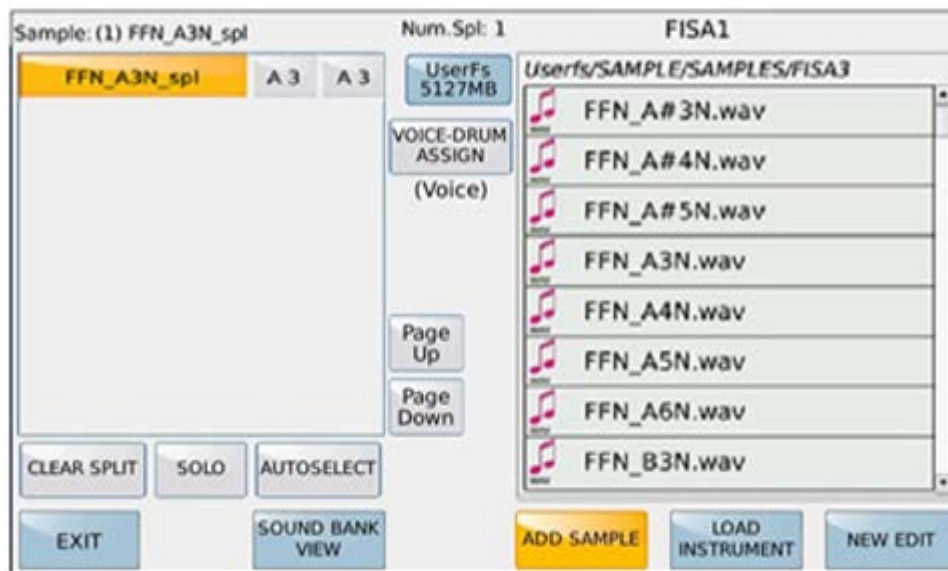 Sample: (1) FFN_A3N_spl
Num.Spl: 1
FISA1
FFN_A3N_spl A 3 A 3
UserFs
5127MB
VOICE-DRUM
ASSIGN
(Voice)
Page
Up
Page
Down
Userfs/SAMPLE/SAMPLES/FISA3
FFN_A#3N.wav
FFN_A#4N.wav
FFN_A#5N.wav
FFN_A3N.wav
FFN_A4N.wav
FFN_A5N.wav
FFN_A6N.wav
FFN_B3N.wav
CLEAR SPLIT
SOLO
AUTOSELECT
EXIT
SOUND BANK
VIEW
ADD SAMPLE
LOAD
INSTRUMENT
NEW EDIT